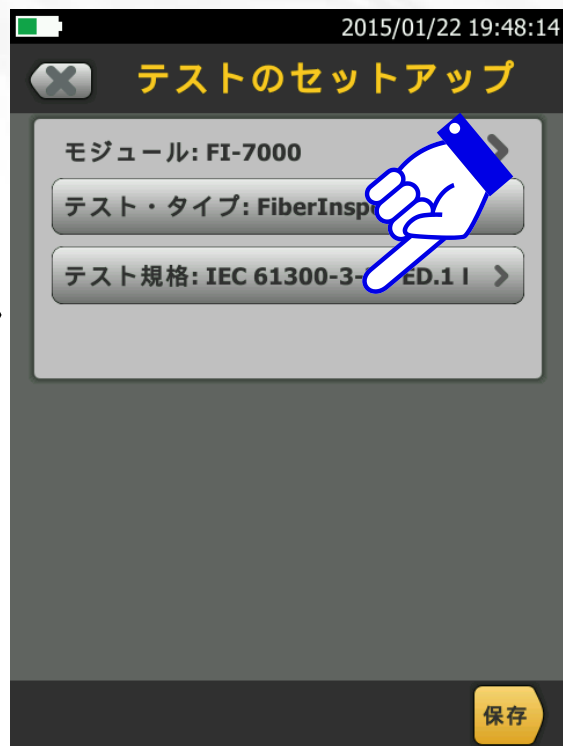 2015/01/22 19:48:14
テストのセットアップ
モジュール: FI-7000
テスト・タイプ: FiberInsp
テスト規格: IEC 61300-3- ED.1 I
保存